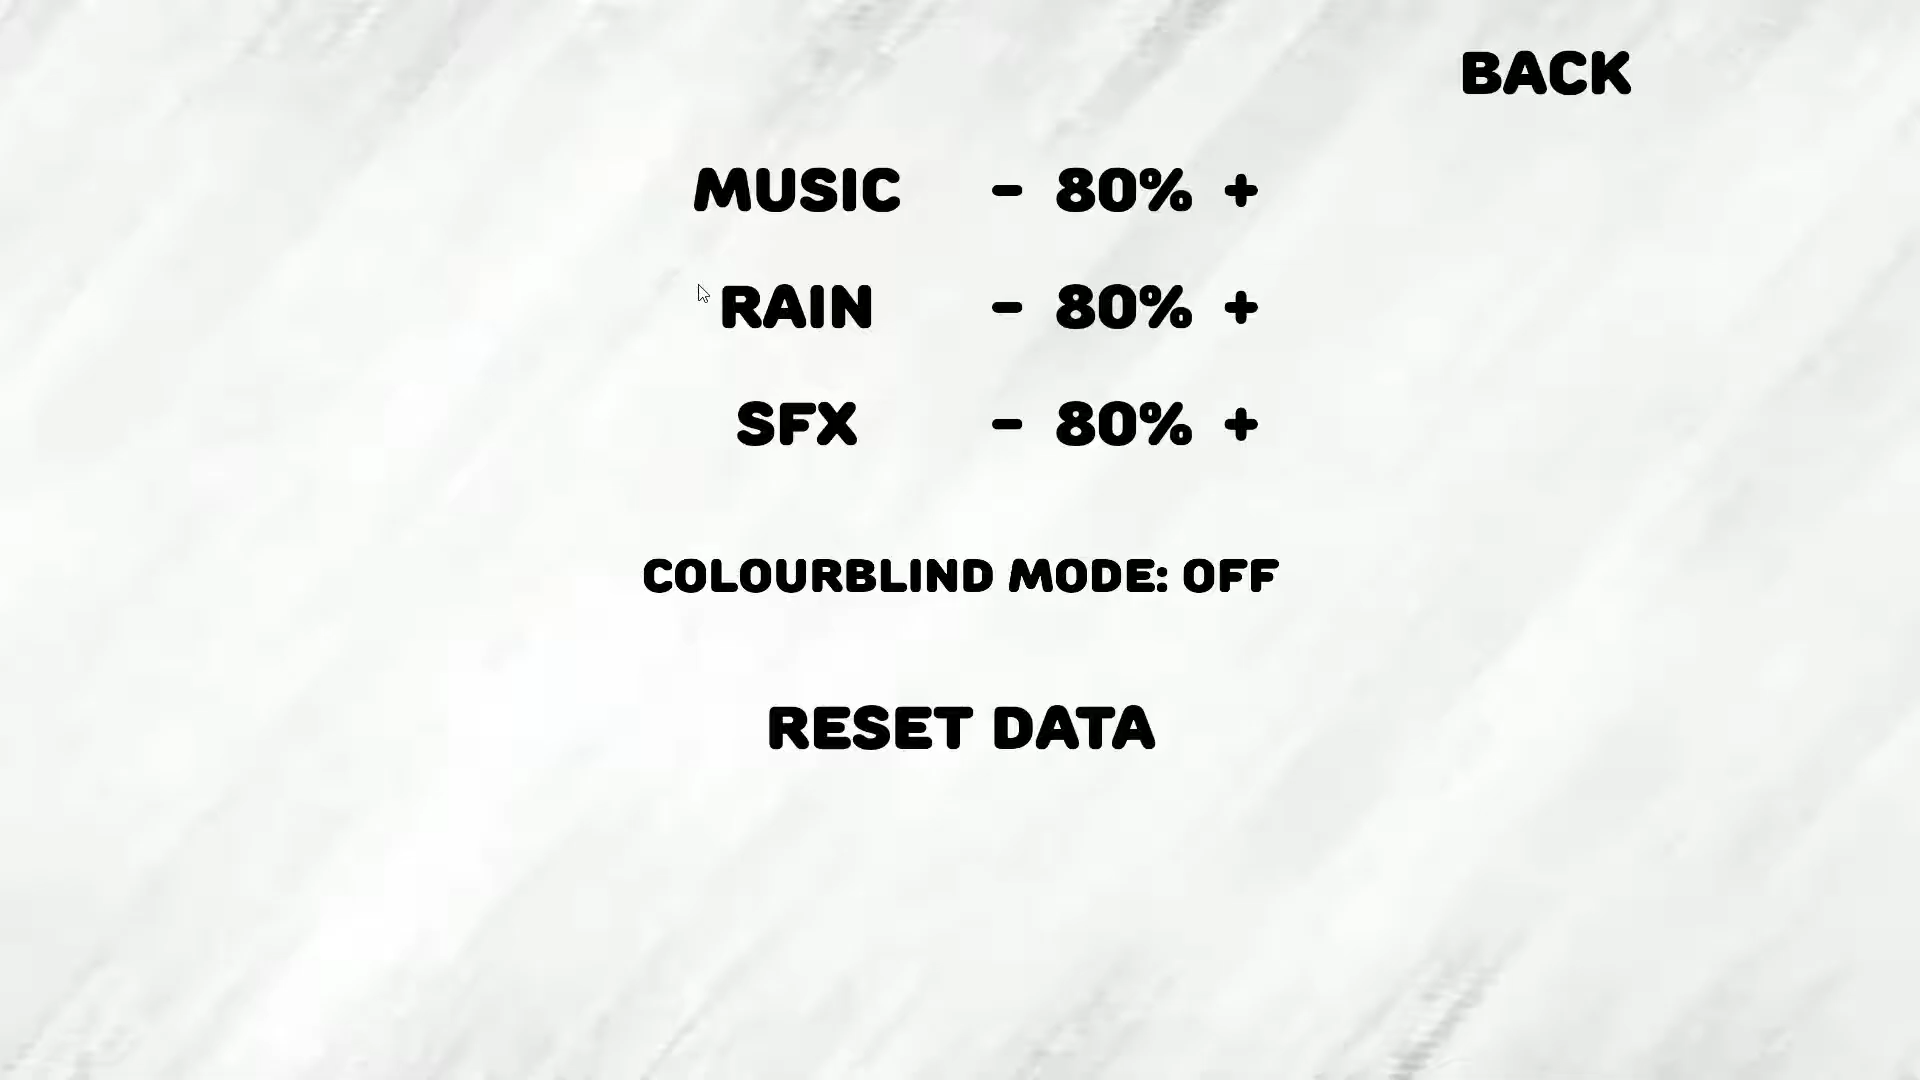 BACK
MUSIC - 80% +
RAIN - 80% +
SFX - 80% +
COLOURBLIND MODE: OFF
RESET DATA